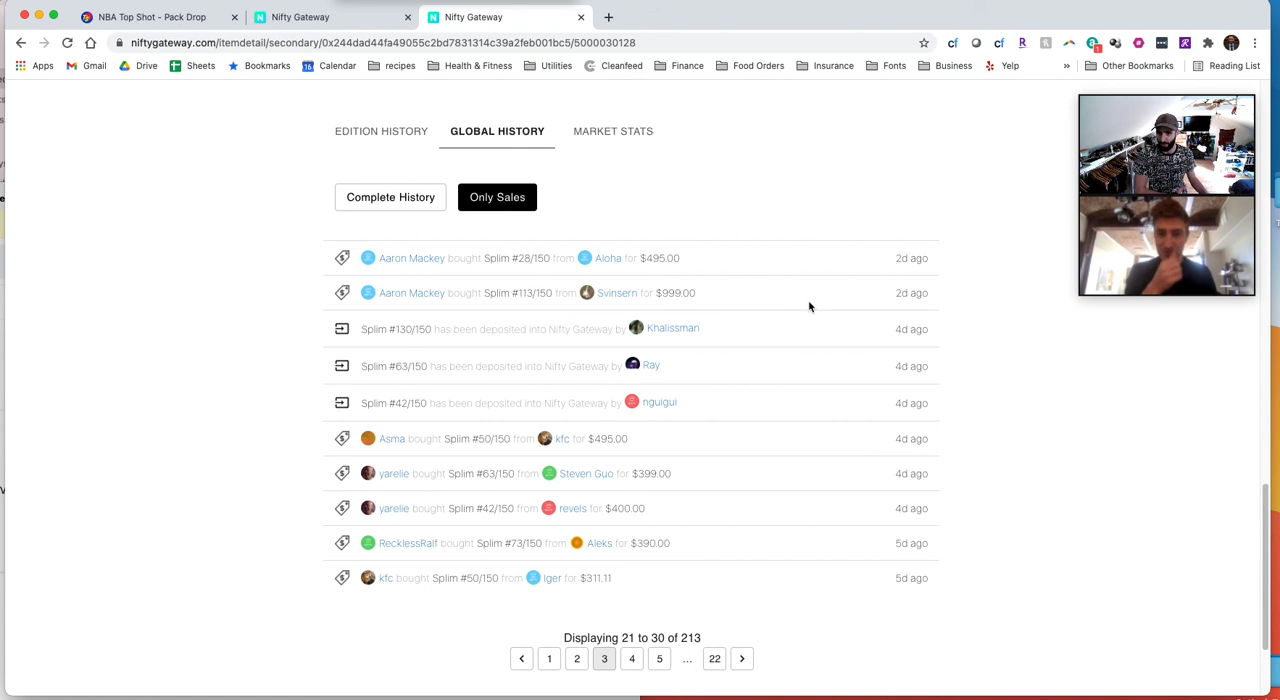 NBA Top Shot - Pack Drop
Nifty Gateway
Nifty Gateway
niftygateway.com/itemdetail/secondary/0x244dad44fa49055c2bd7831314c39a2feb001bc5/5000030128
Apps Gmail Drive Sheets Bookmarks Calendar recipes Health & Fitness Utilities Cleanfeed Finance Food Orders Insurance Fonts Business Yelp » Other Bookmarks Reading List
EDITION HISTORY GLOBAL HISTORY MARKET STATS
Complete History Only Sales
Aaron Mackey bought Splim #28/150 from Aloha for $495.00 2d ago
Aaron Mackey bought Splim #113/150 from Svinsern for $999.00 2d ago
Splim #130/150 has been deposited into Nifty Gateway by Khalissman 4d ago
Splim #63/150 has been deposited into Nifty Gateway by Ray 4d ago
Splim #42/150 has been deposited into Nifty Gateway by nguigui 4d ago
Asma bought Splim #50/150 from kfc for $495.00 4d ago
yarelie bought Splim #63/150 from Steven Guo for $399.00 4d ago
yarelie bought Splim #42/150 from revels for $400.00 4d ago
RecklessRalf bought Splim #73/150 from Aleks for $390.00 5d ago
kfc bought Splim #50/150 from Iger for $311.11 5d ago
Displaying 21 to 30 of 213
1 2 3 4 5 ... 22